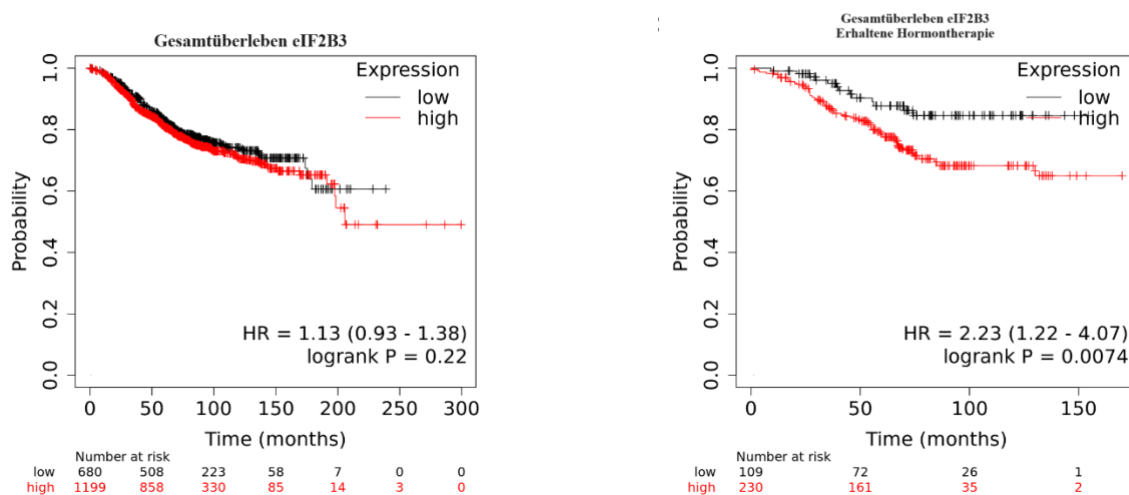 Gesamtüberleben eIF2B3
Expression
low
high
HR = 1.13 (0.93 - 1.38)
logrank P = 0.22
Probability
0.0 0.2 0.4 0.6 0.8 1.0
0 50 100 150 200 250 300
Time (months)
Number at risk
low 680 508 223 58 7 0 0
high 1199 858 330 85 14 3 0
Gesamtüberleben eIF2B3
Erhaltene Hormontherapie
Expression
low
high
HR = 2.23 (1.22 - 4.07)
logrank P = 0.0074
Probability
0.0 0.2 0.4 0.6 0.8 1.0
0 50 100 150
Time (months)
Number at risk
low 109 72 26 1
high 230 161 35 2